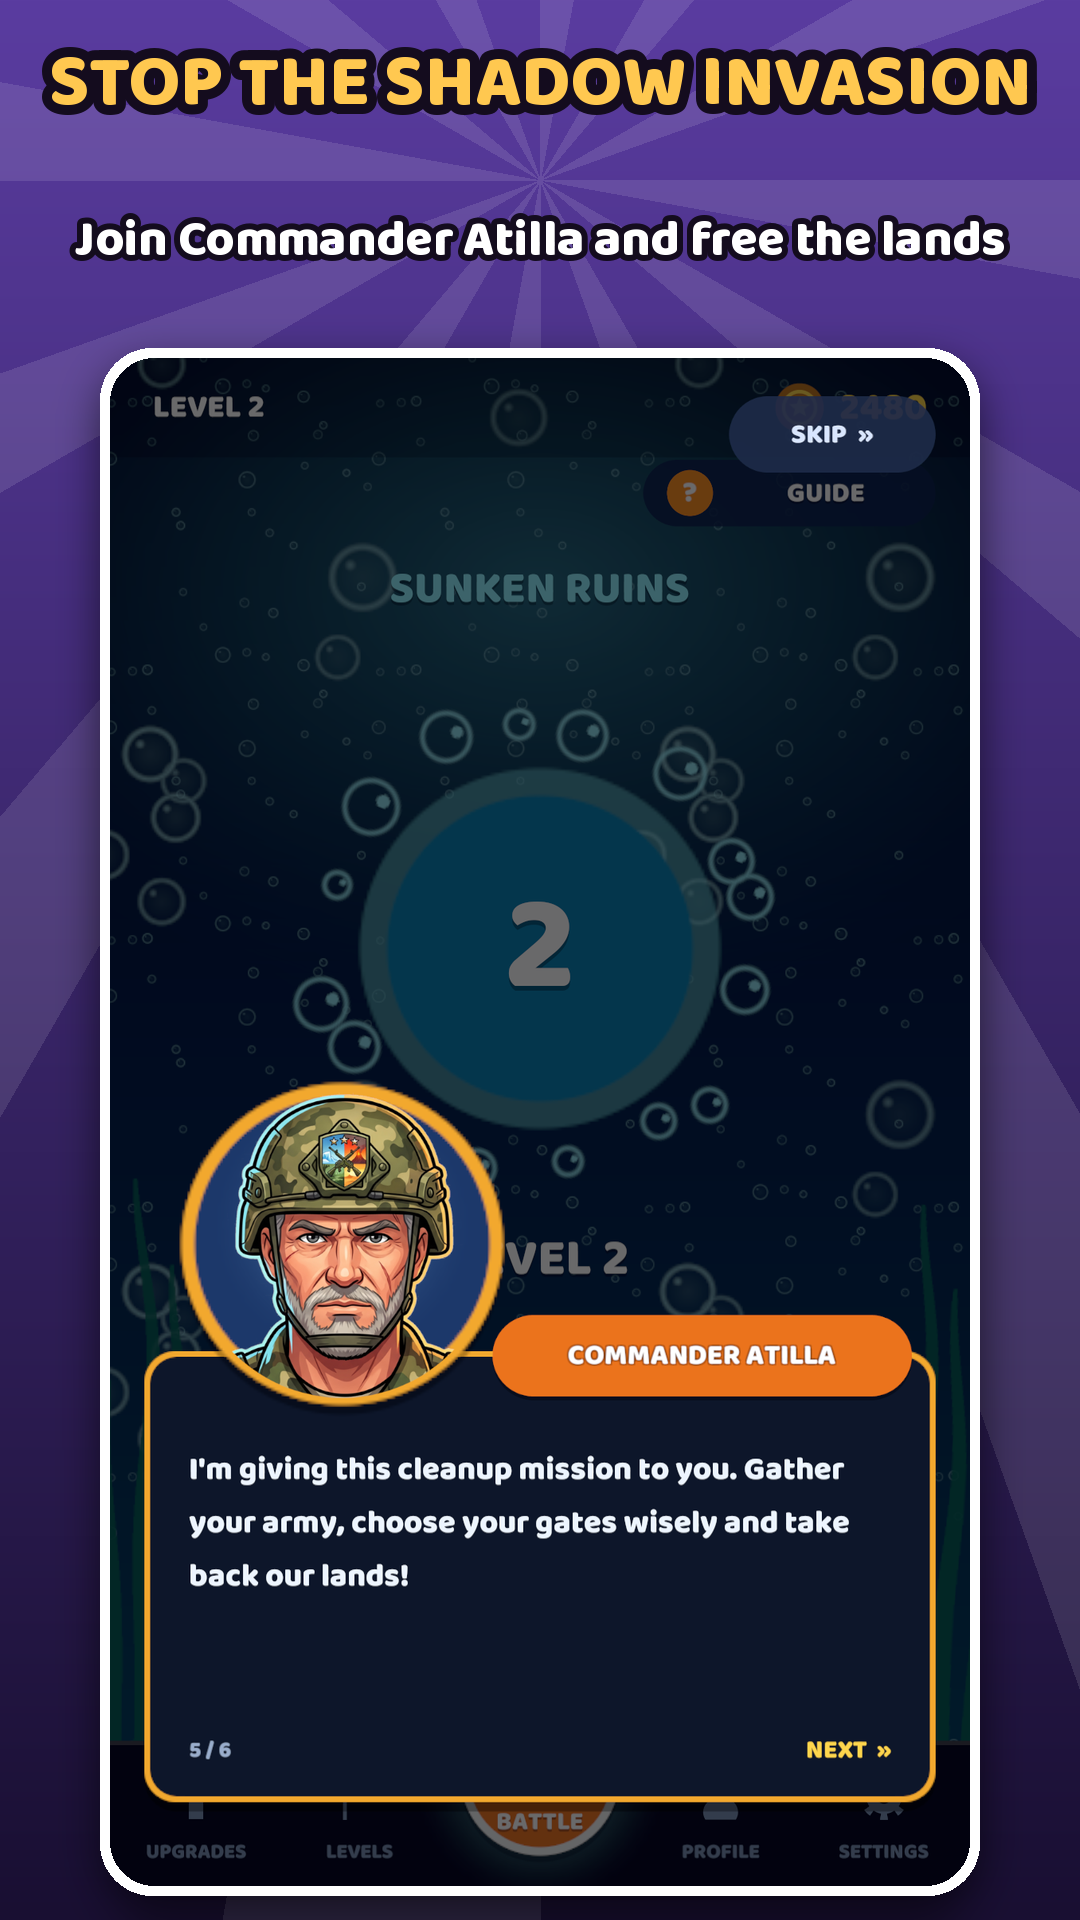 STOP THE SHADOW INVASION
Join Commander Atilla and free the lands
LEVEL 2
2480
SKIP »
? GUIDE
SUNKEN RUINS
2
VEL 2
COMMANDER ATILLA
I'm giving this cleanup mission to you. Gather
your army, choose your gates wisely and take
back our lands!
5 / 6
NEXT »
BATTLE
UPGRADES
LEVELS
PROFILE
SETTINGS